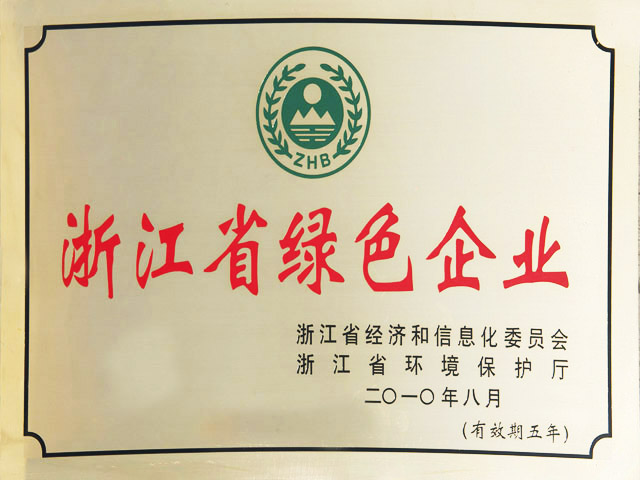 ZHB
浙江省绿色企业
浙江省经济和信息化委员会
浙江省环境保护厅
二〇一〇年八月
(有效期五年)